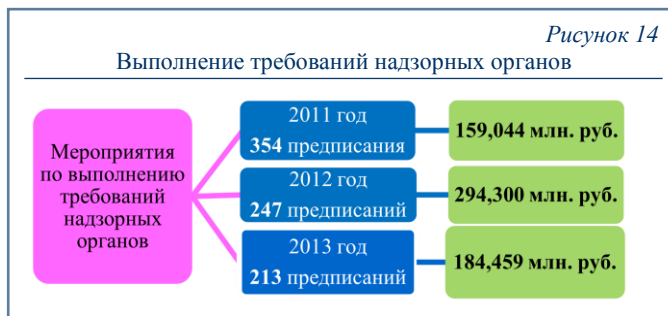 Рисунок 14
Выполнение требований надзорных органов
Мероприятия
по выполнению
требований
надзорных
органов
2011 год
354 предписания
159,044 млн. руб.
2012 год
247 предписаний
294,300 млн. руб.
2013 год
213 предписаний
184,459 млн. руб.